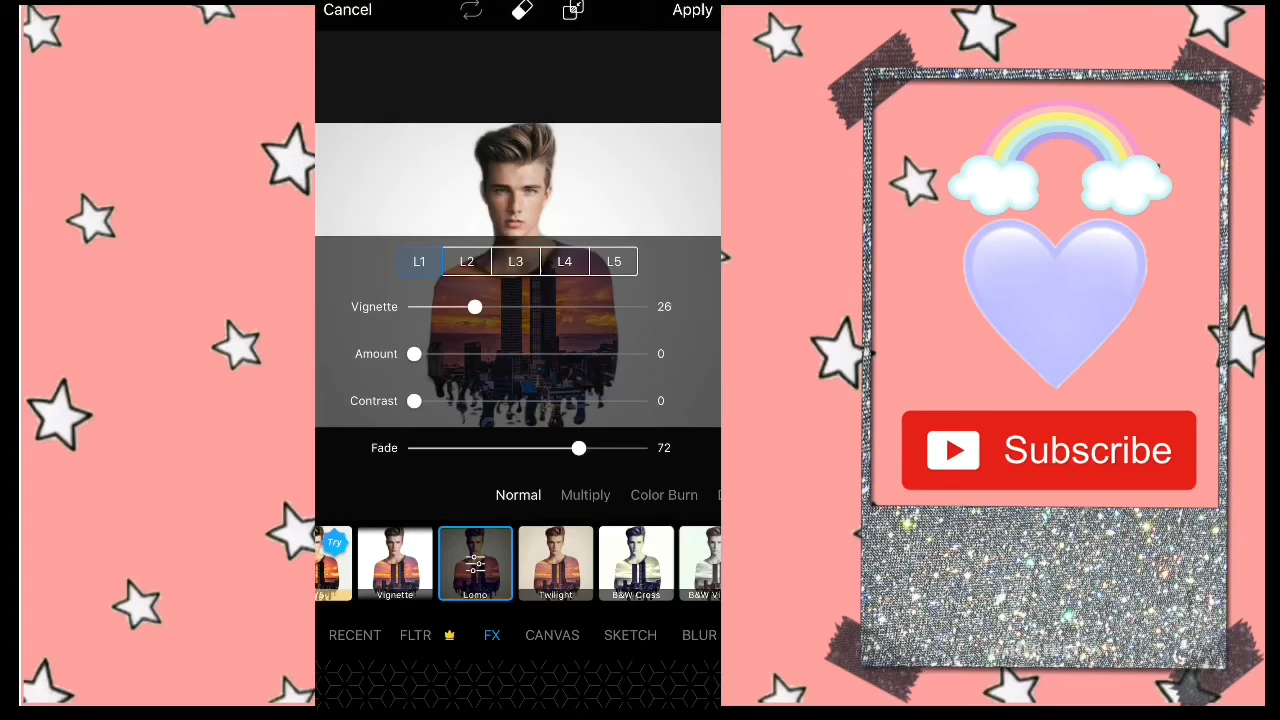 Cancel
Apply
L1 L2 L3 L4 L5
Vignette 26
Amount 0
Contrast 0
Fade 72
Normal Multiply Color Burn
Try
Vignette
Lomo
Twilight
B&W Cross
B&W Vi
RECENT FLTR FX CANVAS SKETCH BLUR
Subscribe